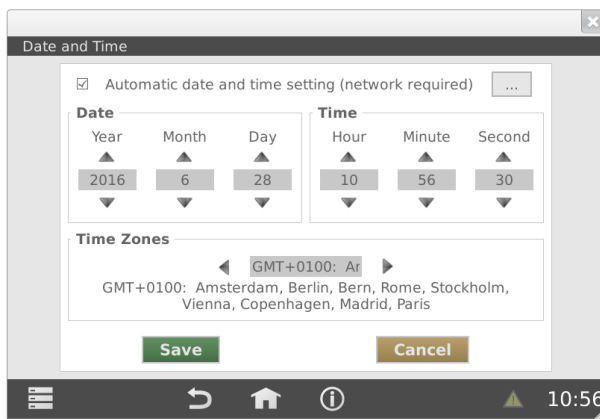 Date and Time
Automatic date and time setting (network required) ...
Date
Time
Year Month Day
Hour Minute Second
2016 6 28
10 56 30
Time Zones
GMT+0100: Ar
GMT+0100: Amsterdam, Berlin, Bern, Rome, Stockholm,
Vienna, Copenhagen, Madrid, Paris
Save Cancel
10:56